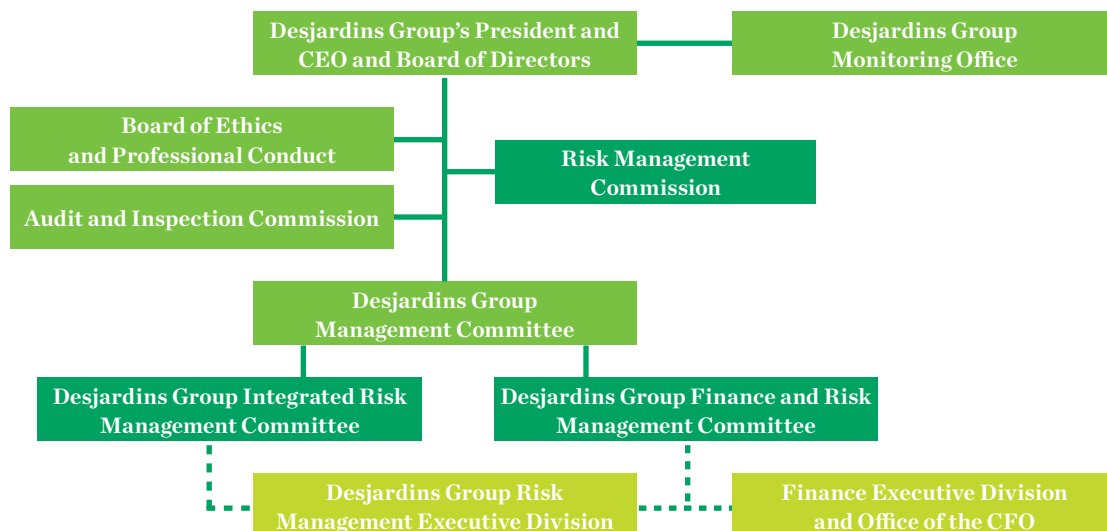 Desjardins Group's President and
CEO and Board of Directors
Desjardins Group
Monitoring Office
Board of Ethics
and Professional Conduct
Risk Management
Commission
Audit and Inspection Commission
Desjardins Group
Management Committee
Desjardins Group Integrated Risk
Management Committee
Desjardins Group Finance and Risk
Management Committee
Desjardins Group Risk
Management Executive Division
Finance Executive Division
and Office of the CFO